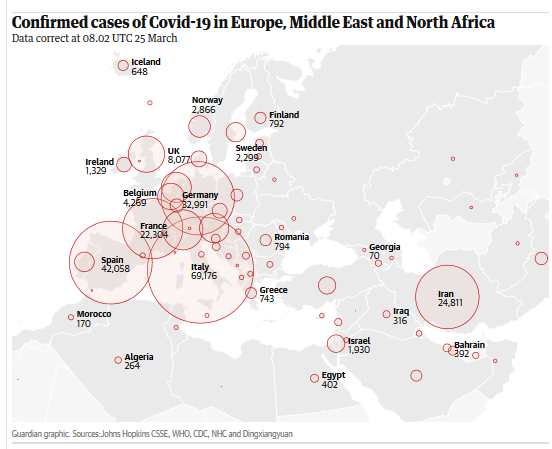 Confirmed cases of Covid-19 in Europe, Middle East and North Africa
Data correct at 08.02 UTC 25 March
Iceland
648
Norway
2,866
Finland
792
Sweden
2,299
UK
8,077
Ireland
1,329
Belgium
4,269
Germany
32,991
France
22,304
Romania
794
Georgia
70
Spain
42,058
Italy
69,176
Iran
24,811
Greece
743
Morocco
170
Iraq
316
Israel
1,930
Bahrain
392
Algeria
264
Egypt
402
Guardian graphic. Sources:Johns Hopkins CSSE, WHO, CDC, NHC and Dingxiangyuan